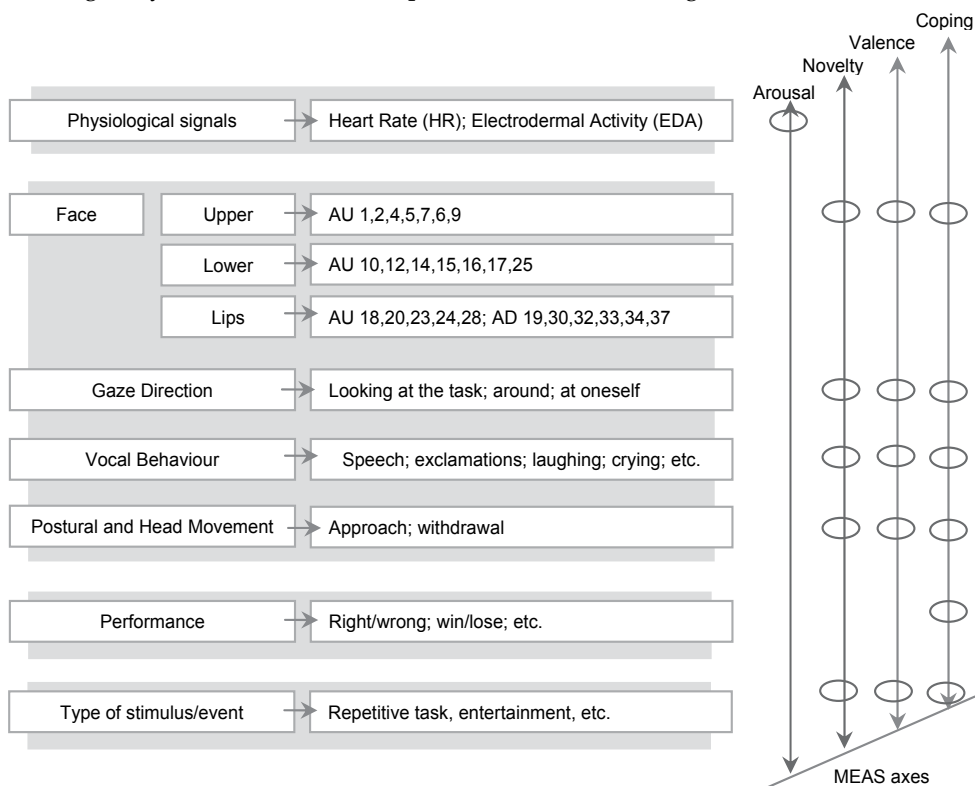 Coping
Valence
Novelty
Arousal
Physiological signals
Heart Rate (HR); Electrodermal Activity (EDA)
Face
Upper
AU 1,2,4,5,7,6,9
Lower
AU 10,12,14,15,16,17,25
Lips
AU 18,20,23,24,28; AD 19,30,32,33,34,37
Gaze Direction
Looking at the task; around; at oneself
Vocal Behaviour
Speech; exclamations; laughing; crying; etc.
Postural and Head Movement
Approach; withdrawal
Performance
Right/wrong; win/lose; etc.
Type of stimulus/event
Repetitive task, entertainment, etc.
MEAS axes